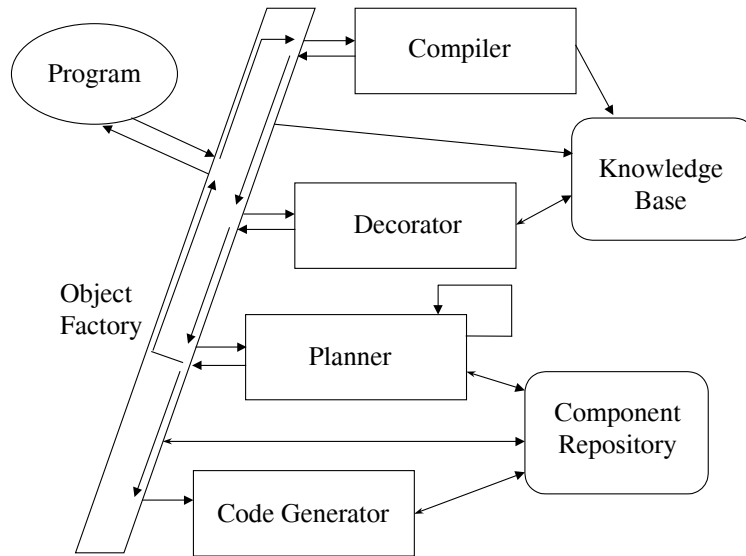 Compiler
Program
Knowledge
Base
Decorator
Object
Factory
Planner
Component
Repository
Code Generator